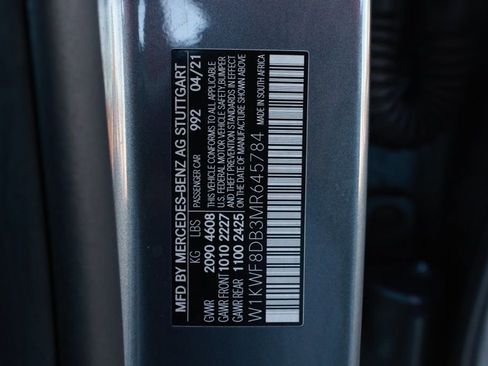 MFD BY MERCEDES-BENZ AG STUTTGART
PASSENGER CAR 992 04/21
KG LBS THIS VEHICLE CONFORMS TO ALL APPLICABLE
GVWR 2090 4608 U.S. FEDERAL MOTOR VEHICLE SAFETY, BUMPER
GAWR FRONT 1010 2227 AND THEFT PREVENTION STANDARDS IN EFFECT
GAWR REAR 1100 2425 ON THE DATE OF MANUFACTURE SHOWN ABOVE
W1KWF8DB3MR645784 MADE IN SOUTH AFRICA